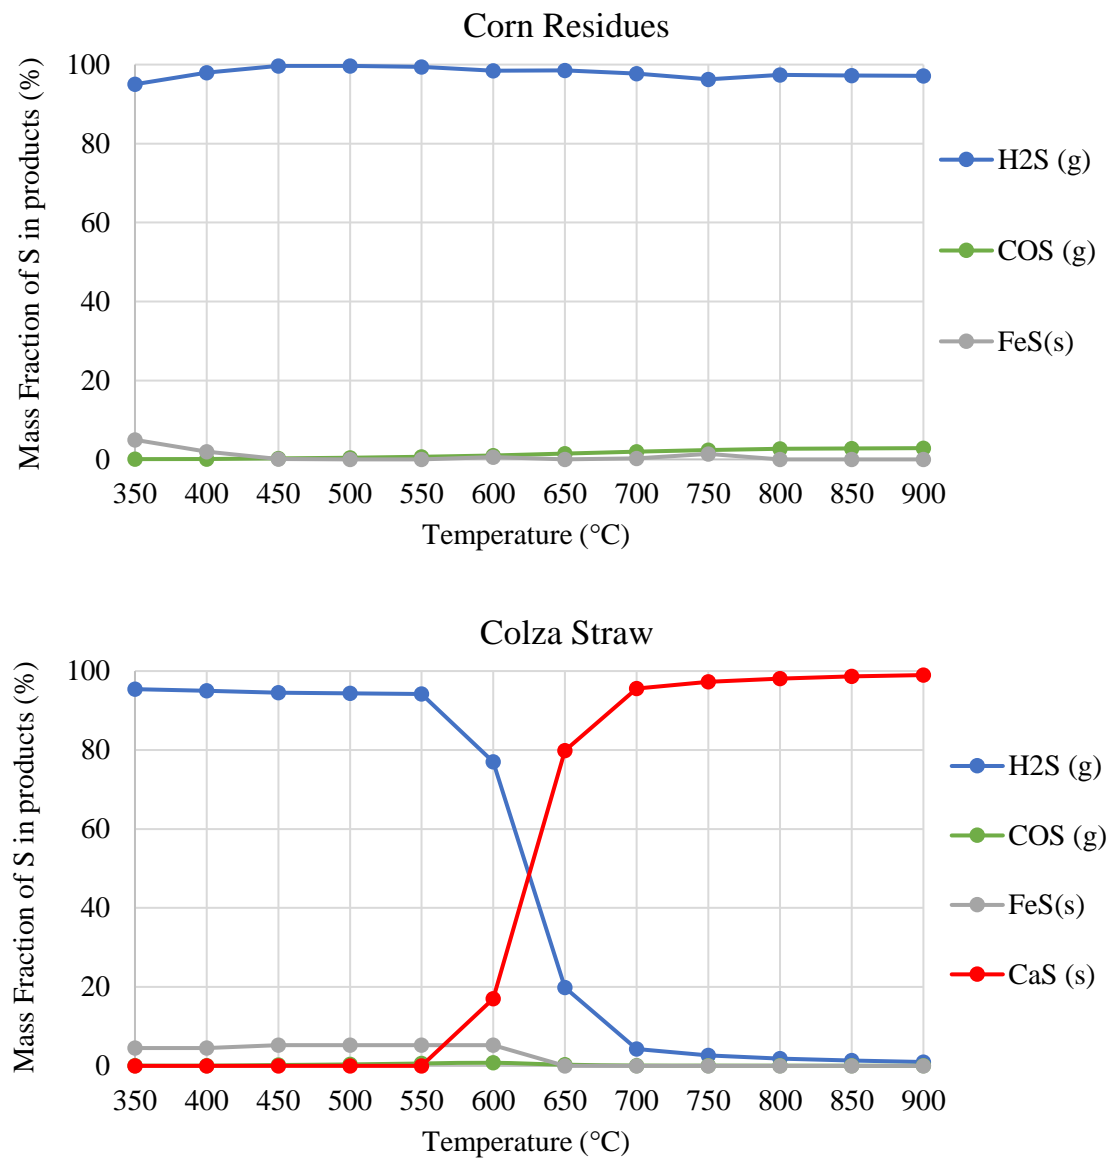 Corn Residues
Mass Fraction of S in products (%)
100
80
60
40
20
0
350 400 450 500 550 600 650 700 750 800 850 900
Temperature (°C)
H2S (g)
COS (g)
FeS(s)
Colza Straw
Mass Fraction of S in products (%)
100
80
60
40
20
0
350 400 450 500 550 600 650 700 750 800 850 900
Temperature (°C)
H2S (g)
COS (g)
FeS(s)
CaS (s)